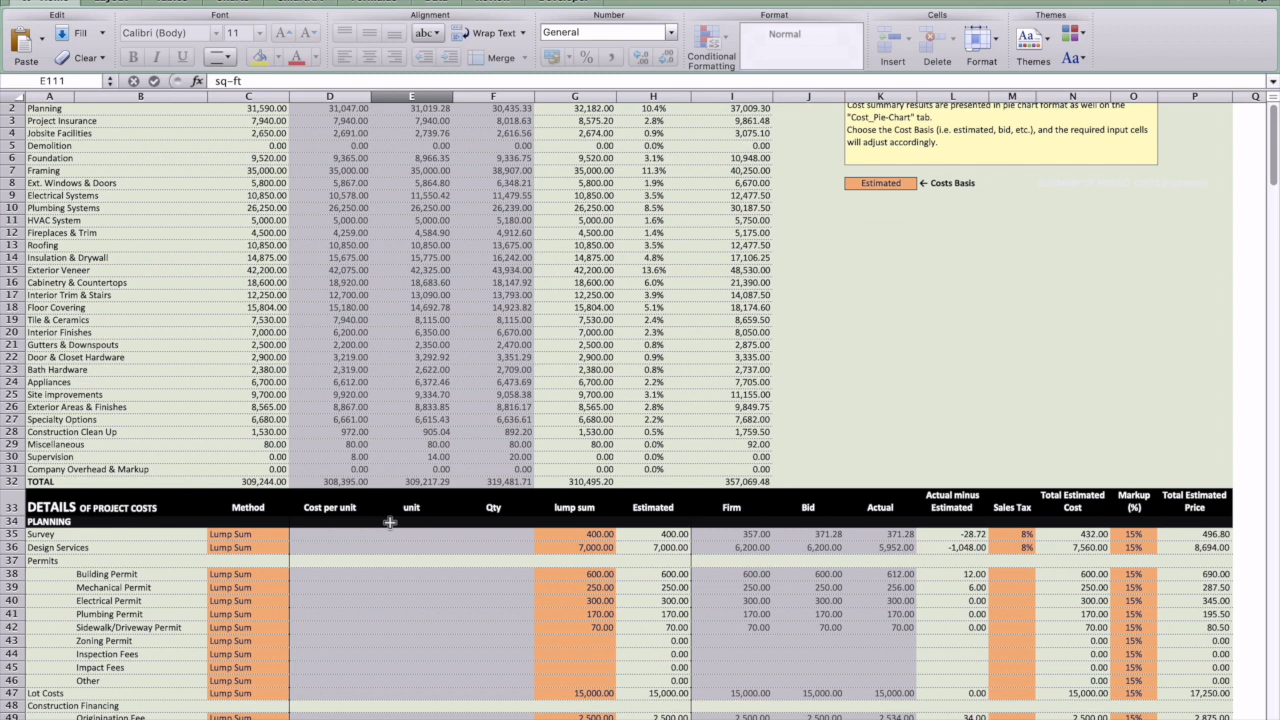 Edit Font Alignment Number Format Cells Themes
Fill Calibri (Body) 11 A A abc Wrap Text General Normal
Paste Clear B I U A Merge % Conditional Formatting Insert Delete Format Themes Aa
E111 fx sq-ft
A B C D E F G H I J K L M N O P Q
2 Planning 31,590.00 31,047.00 31,019.28 30,435.33 32,182.00 10.4% 37,009.30
3 Project Insurance 7,940.00 7,940.00 7,940.00 8,018.63 8,575.20 2.8% 9,861.48
4 Jobsite Facilities 2,650.00 2,691.00 2,739.76 2,616.56 2,674.00 0.9% 3,075.10
5 Demolition 0.00 0.00 0.00 0.00 0.00 0.0% 0.00
6 Foundation 9,520.00 9,365.00 8,966.35 9,336.75 9,520.00 3.1% 10,948.00
7 Framing 35,000.00 35,000.00 35,000.00 38,907.00 35,000.00 11.3% 40,250.00
8 Ext. Windows & Doors 5,800.00 5,867.00 5,864.80 6,348.21 5,800.00 1.9% 6,670.00
9 Electrical Systems 10,850.00 10,578.00 11,550.42 11,479.55 10,850.00 3.5% 12,477.50
10 Plumbing Systems 26,250.00 26,250.00 26,250.00 26,239.00 26,250.00 8.5% 30,187.50
11 HVAC System 5,000.00 5,000.00 5,000.00 5,180.00 5,000.00 1.6% 5,750.00
12 Fireplaces & Trim 4,500.00 4,259.00 4,584.90 4,912.60 4,500.00 1.4% 5,175.00
13 Roofing 10,850.00 10,850.00 10,850.00 13,675.00 10,850.00 3.5% 12,477.50
14 Insulation & Drywall 14,875.00 15,675.00 15,775.00 16,242.00 14,875.00 4.8% 17,106.25
15 Exterior Veneer 42,200.00 42,075.00 42,325.00 43,934.00 42,200.00 13.6% 48,530.00
16 Cabinetry & Countertops 18,600.00 18,920.00 18,683.60 18,147.92 18,600.00 6.0% 21,390.00
17 Interior Trim & Stairs 12,250.00 12,700.00 13,090.00 13,793.00 12,250.00 3.9% 14,087.50
18 Floor Covering 15,804.00 15,180.00 14,692.78 14,923.82 15,804.00 5.1% 18,174.60
19 Tile & Ceramics 7,530.00 7,940.00 8,115.00 8,115.00 7,530.00 2.4% 8,659.50
20 Interior Finishes 7,000.00 6,200.00 6,350.00 6,670.00 7,000.00 2.3% 8,050.00
21 Gutters & Downspouts 2,500.00 2,200.00 2,350.00 2,470.00 2,500.00 0.8% 2,875.00
22 Door & Closet Hardware 2,900.00 3,219.00 3,292.92 3,351.29 2,900.00 0.9% 3,335.00
23 Bath Hardware 2,380.00 2,319.00 2,622.00 2,709.00 2,380.00 0.8% 2,737.00
24 Appliances 6,700.00 6,612.00 6,372.46 6,473.69 6,700.00 2.2% 7,705.00
25 Site improvements 9,700.00 9,920.00 9,334.70 9,058.38 9,700.00 3.1% 11,155.00
26 Exterior Areas & Finishes 8,565.00 8,867.00 8,833.85 8,816.17 8,565.00 2.8% 9,849.75
27 Specialty Options 6,680.00 6,661.00 6,615.43 6,636.61 6,680.00 2.2% 7,682.00
28 Construction Clean Up 1,530.00 972.00 905.04 892.20 1,530.00 0.5% 1,759.50
29 Miscellaneous 80.00 80.00 80.00 80.00 80.00 0.0% 92.00
30 Supervision 0.00 8.00 14.00 20.00 0.00 0.0% 0.00
31 Company Overhead & Markup 0.00 0.00 0.00 0.00 0.00 0.0% 0.00
32 TOTAL 309,244.00 308,395.00 309,217.29 319,481.71 310,495.20 357,069.48
Cost summary results are presented in pie chart format as well on the
"Cost_Pie-Chart" tab.
Choose the Cost Basis (i.e. estimated, bid, etc.), and the required input cells
will adjust accordingly.
Estimated ← Costs Basis
33 DETAILS OF PROJECT COSTS Method Cost per unit unit Qty lump sum Estimated Firm Bid Actual Actual minus Estimated Sales Tax Total Estimated Cost Markup (%) Total Estimated Price
34 PLANNING
35 Survey Lump Sum 400.00 400.00 357.00 371.28 371.28 -28.72 8% 432.00 15% 496.80
36 Design Services Lump Sum 7,000.00 7,000.00 6,200.00 6,200.00 5,952.00 -1,048.00 8% 7,560.00 15% 8,694.00
37 Permits
38 Building Permit Lump Sum 600.00 600.00 600.00 600.00 612.00 12.00 600.00 15% 690.00
39 Mechanical Permit Lump Sum 250.00 250.00 250.00 250.00 256.00 6.00 250.00 15% 287.50
40 Electrical Permit Lump Sum 300.00 300.00 300.00 300.00 300.00 0.00 300.00 15% 345.00
41 Plumbing Permit Lump Sum 170.00 170.00 170.00 170.00 170.00 0.00 170.00 15% 195.50
42 Sidewalk/Driveway Permit Lump Sum 70.00 70.00 70.00 70.00 70.00 0.00 70.00 15% 80.50
43 Zoning Permit Lump Sum 0.00 0.00 15% 0.00
44 Inspection Fees Lump Sum 0.00 0.00 15% 0.00
45 Impact Fees Lump Sum 0.00 0.00 15% 0.00
46 Other Lump Sum 0.00 0.00 15% 0.00
47 Lot Costs Lump Sum 15,000.00 15,000.00 15,000.00 15,000.00 15,000.00 0.00 15,000.00 15% 17,250.00
48 Construction Financing
49 Originination Fee Lump Sum 2,500.00 2,500.00 2,500.00 2,500.00 2,534.00 34.00 2,500.00 15% 2,875.00